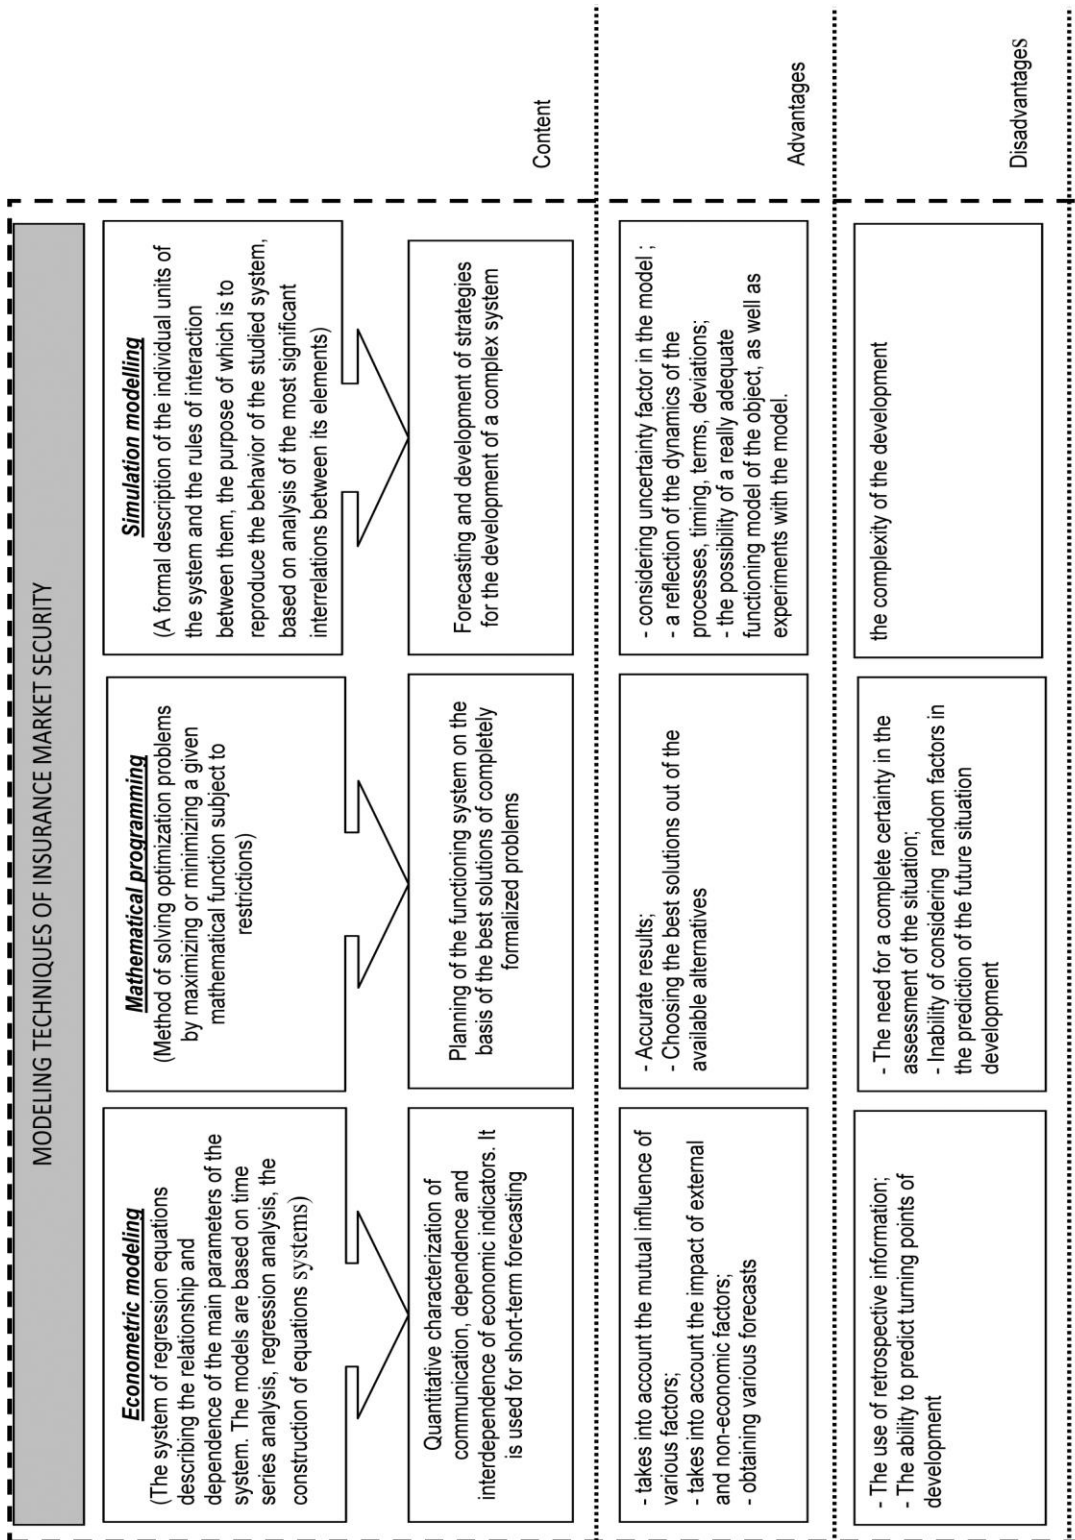 MODELING TECHNIQUES OF INSURANCE MARKET SECURITY
Econometric modeling
(The system of regression equations
describing the relationship and
dependence of the main parameters of the
system. The models are based on time
series analysis, regression analysis, the
construction of equations systems)
Mathematical programming
(Method of solving optimization problems
by maximizing or minimizing a given
mathematical function subject to
restrictions)
Simulation modelling
(A formal description of the individual units of
the system and the rules of interaction
between them, the purpose of which is to
reproduce the behavior of the studied system,
based on analysis of the most significant
interrelations between its elements)
Quantitative characterization of
communication, dependence and
interdependence of economic indicators. It
is used for short-term forecasting
Planning of the functioning system on the
basis of the best solutions of completely
formalized problems
Forecasting and development of strategies
for the development of a complex system
Content
- takes into account the mutual influence of
various factors;
- takes into account the impact of external
and non-economic factors;
- obtaining various forecasts
- Accurate results;
- Choosing the best solutions out of the
available alternatives
- considering uncertainty factor in the model ;
- a reflection of the dynamics of the
processes, timing, terms, deviations;
- the possibility of a really adequate
functioning model of the object, as well as
experiments with the model.
Advantages
- The use of retrospective information;
- The ability to predict turning points of
development
- The need for a complete certainty in the
assessment of the situation;
- Inability of considering random factors in
the prediction of the future situation
development
the complexity of the development
Disadvantages